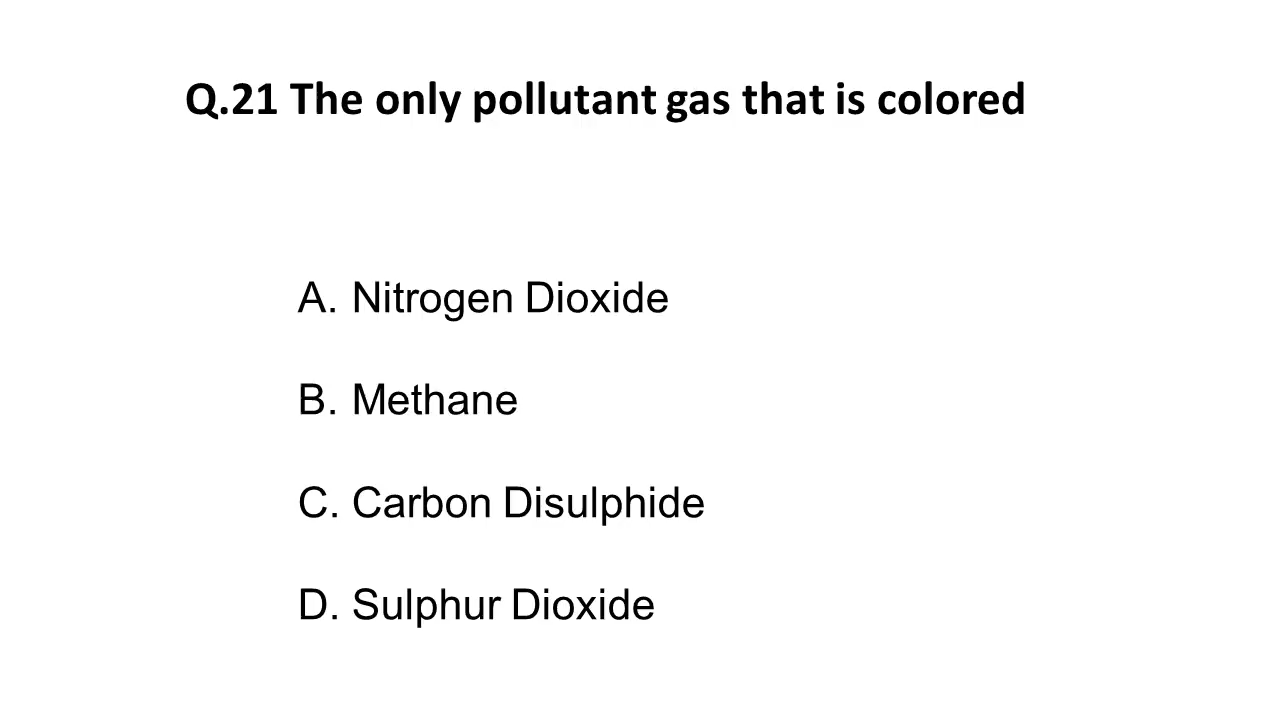 Q.21 The only pollutant gas that is colored
A. Nitrogen Dioxide
B. Methane
C. Carbon Disulphide
D. Sulphur Dioxide